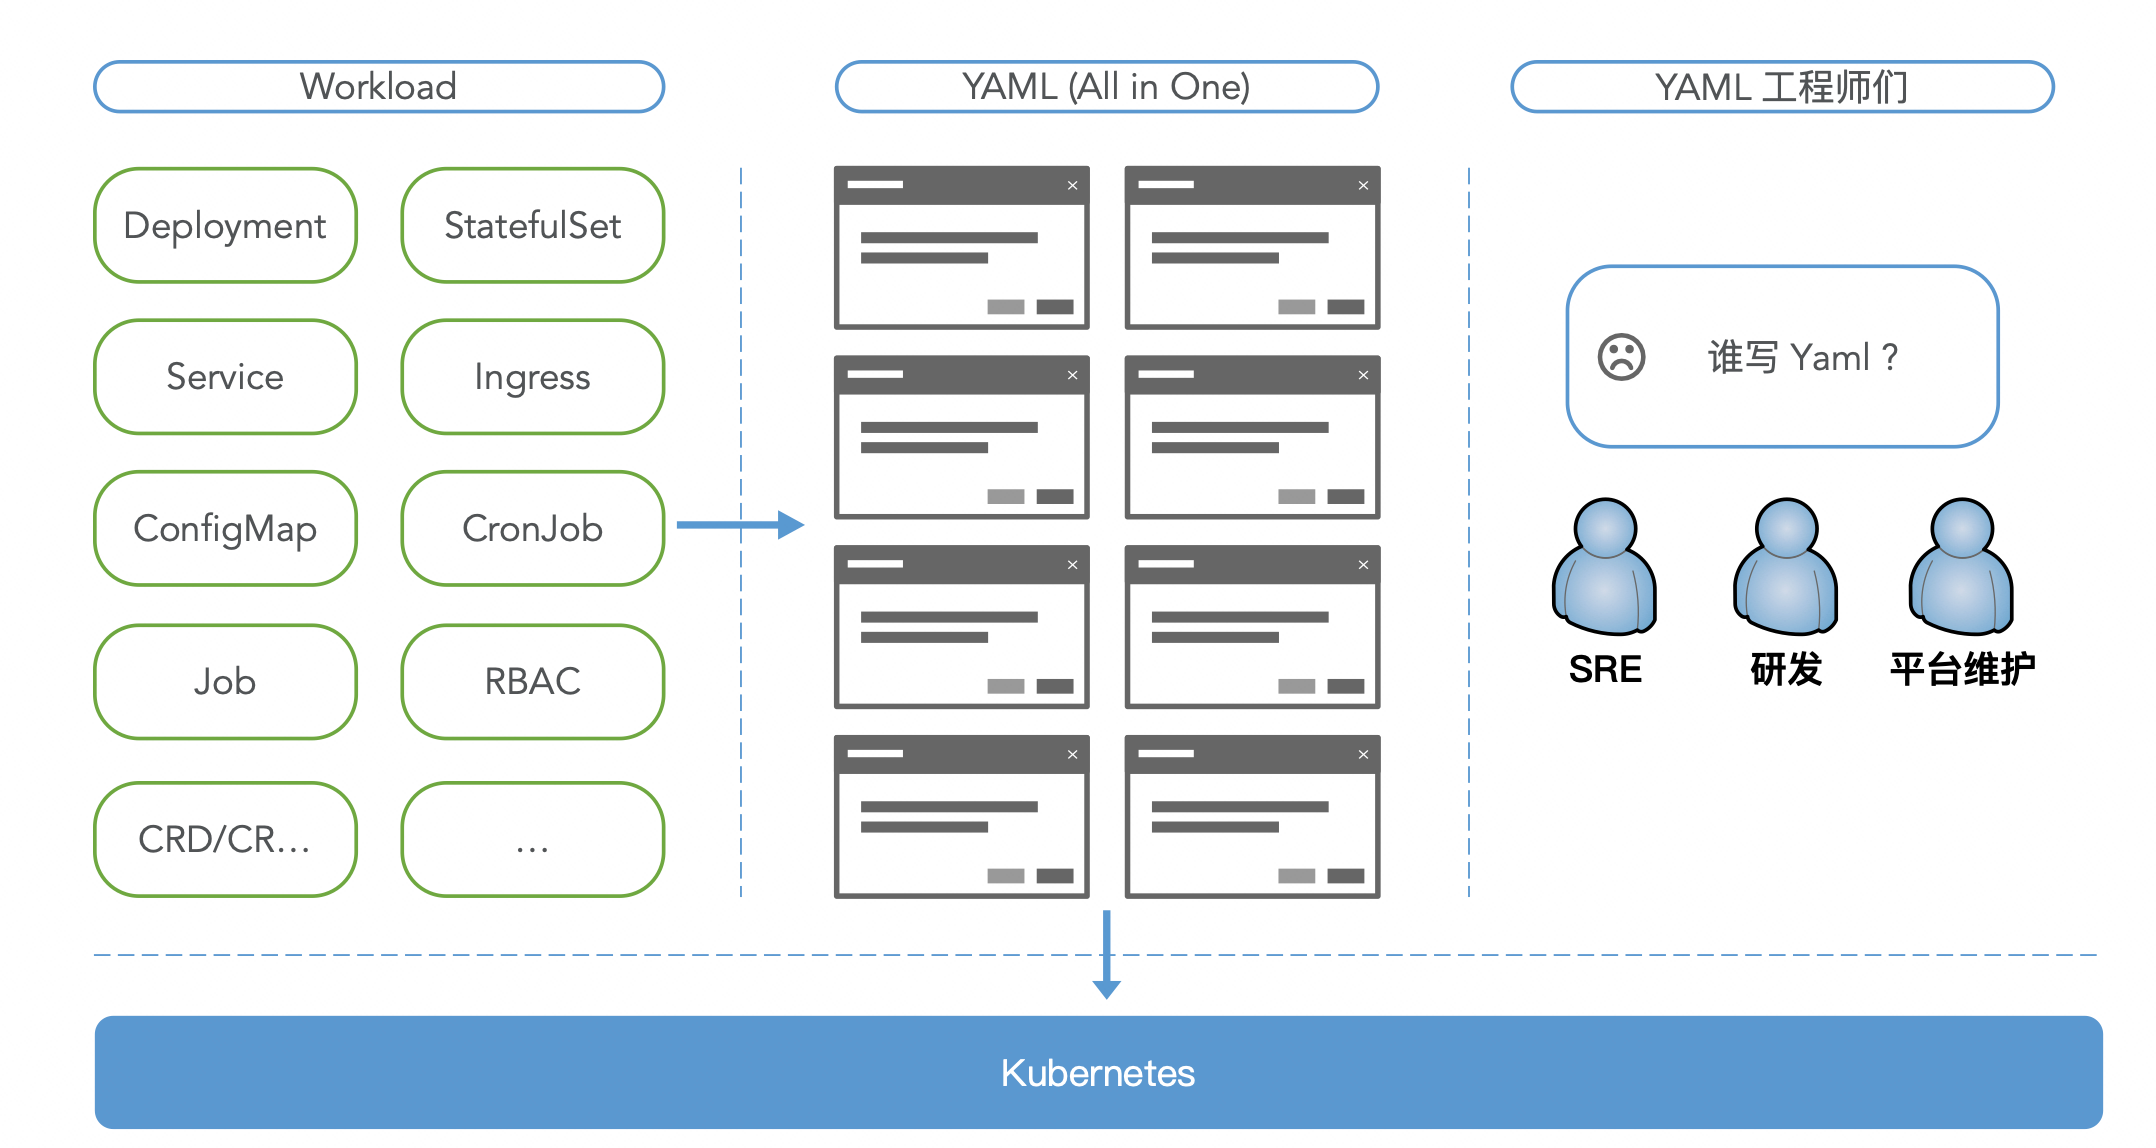 Workload
YAML (All in One)
YAML 工程师们
Deployment
StatefulSet
Service
Ingress
ConfigMap
CronJob
Job
RBAC
CRD/CR...
...
谁写 Yaml ?
SRE
研发
平台维护
Kubernetes